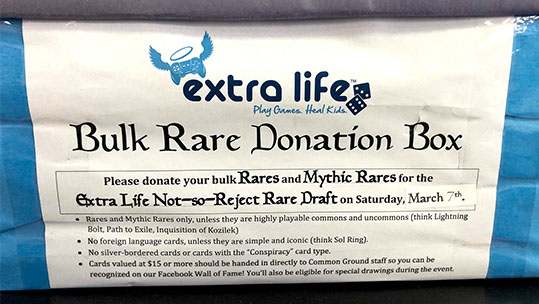 extra life™
Play Games. Heal Kids.
Bulk Rare Donation Box
Please donate your bulk Rares and Mythic Rares for the
Extra Life Not-so-Reject Rare Draft on Saturday, March 7th.
• Rares and Mythic Rares only, unless they are highly playable commons and uncommons (think Lightning
Bolt, Path to Exile, Inquisition of Kozilek)
• No foreign language cards, unless they are simple and iconic (think Sol Ring).
• No silver-bordered cards or cards with the "Conspiracy" card type.
• Cards valued at $15 or more should be handed in directly to Common Ground staff so you can be
recognized on our Facebook Wall of Fame! You'll also be eligible for special drawings during the event.